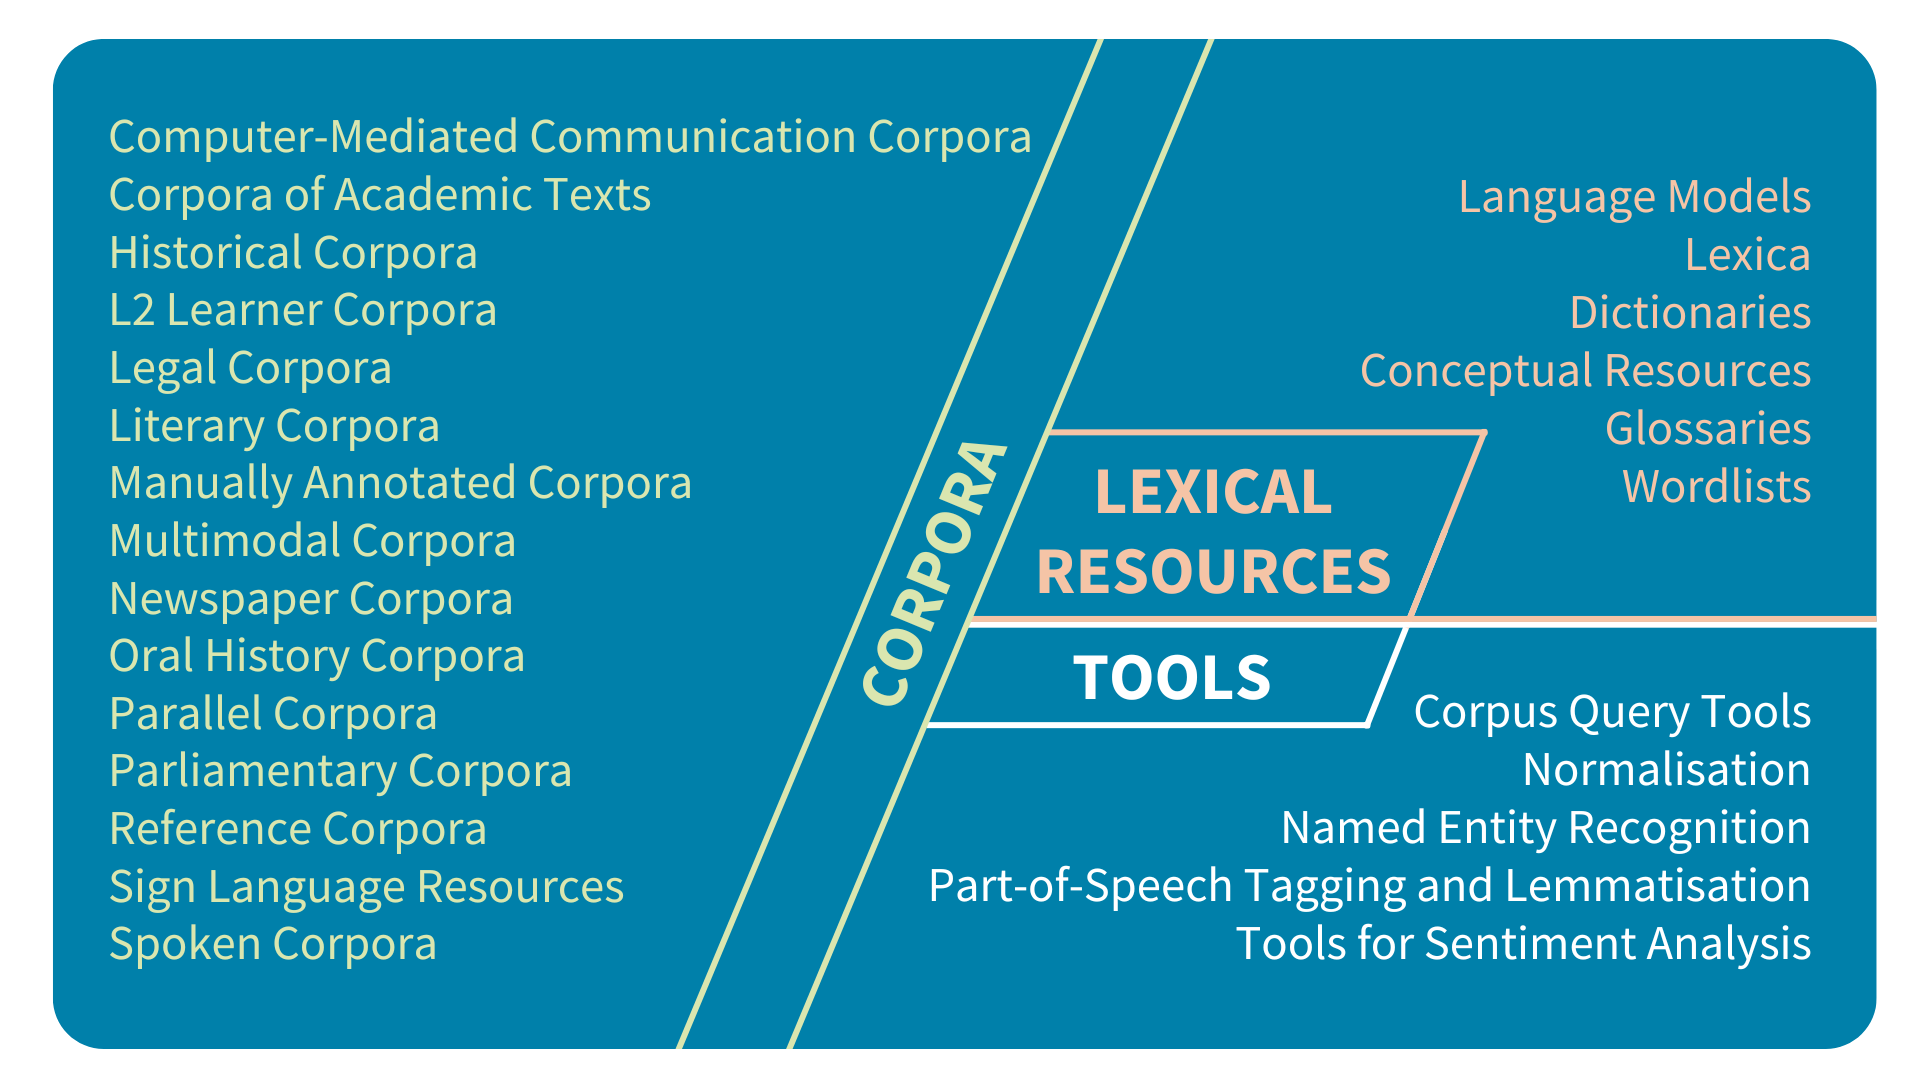 Computer-Mediated Communication Corpora
Corpora of Academic Texts
Historical Corpora
L2 Learner Corpora
Legal Corpora
Literary Corpora
Manually Annotated Corpora
Multimodal Corpora
Newspaper Corpora
Oral History Corpora
Parallel Corpora
Parliamentary Corpora
Reference Corpora
Sign Language Resources
Spoken Corpora
CORPORA
LEXICAL
RESOURCES
Language Models
Lexica
Dictionaries
Conceptual Resources
Glossaries
Wordlists
TOOLS
Corpus Query Tools
Normalisation
Named Entity Recognition
Part-of-Speech Tagging and Lemmatisation
Tools for Sentiment Analysis